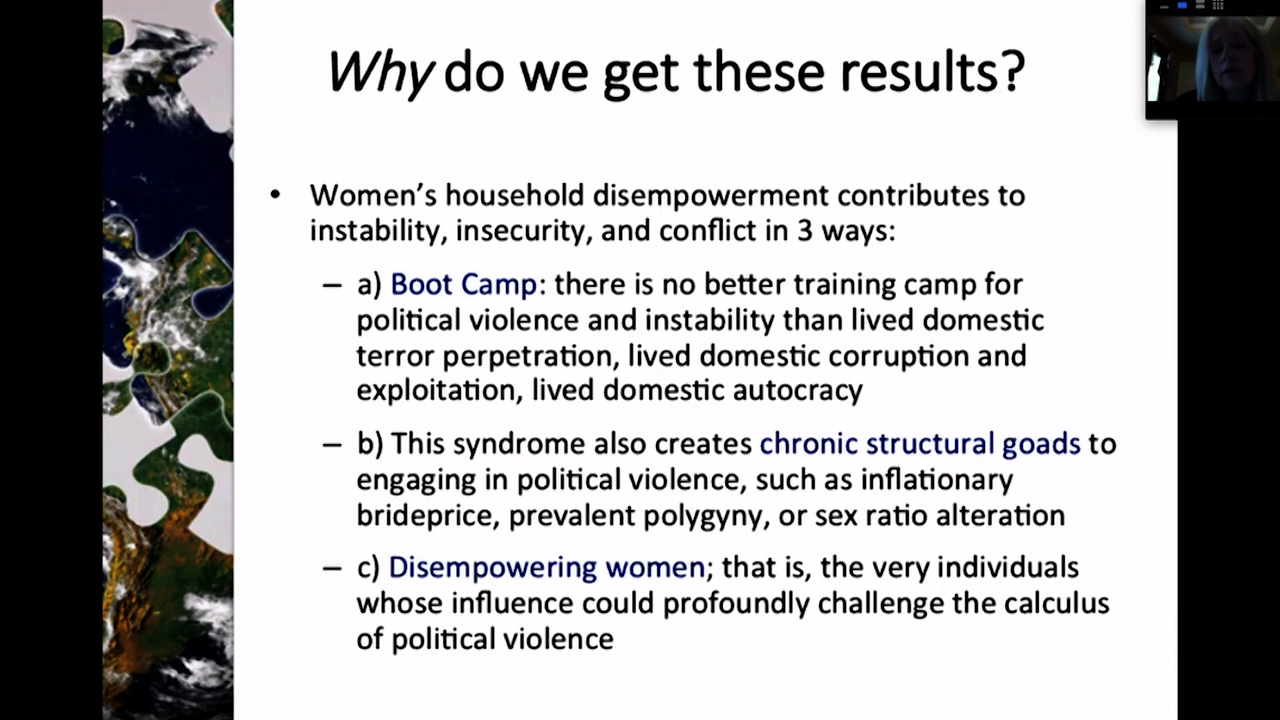 Why do we get these results?
• Women’s household disempowerment contributes to
instability, insecurity, and conflict in 3 ways:
– a) Boot Camp: there is no better training camp for
political violence and instability than lived domestic
terror perpetration, lived domestic corruption and
exploitation, lived domestic autocracy
– b) This syndrome also creates chronic structural goads to
engaging in political violence, such as inflationary
brideprice, prevalent polygyny, or sex ratio alteration
– c) Disempowering women; that is, the very individuals
whose influence could profoundly challenge the calculus
of political violence